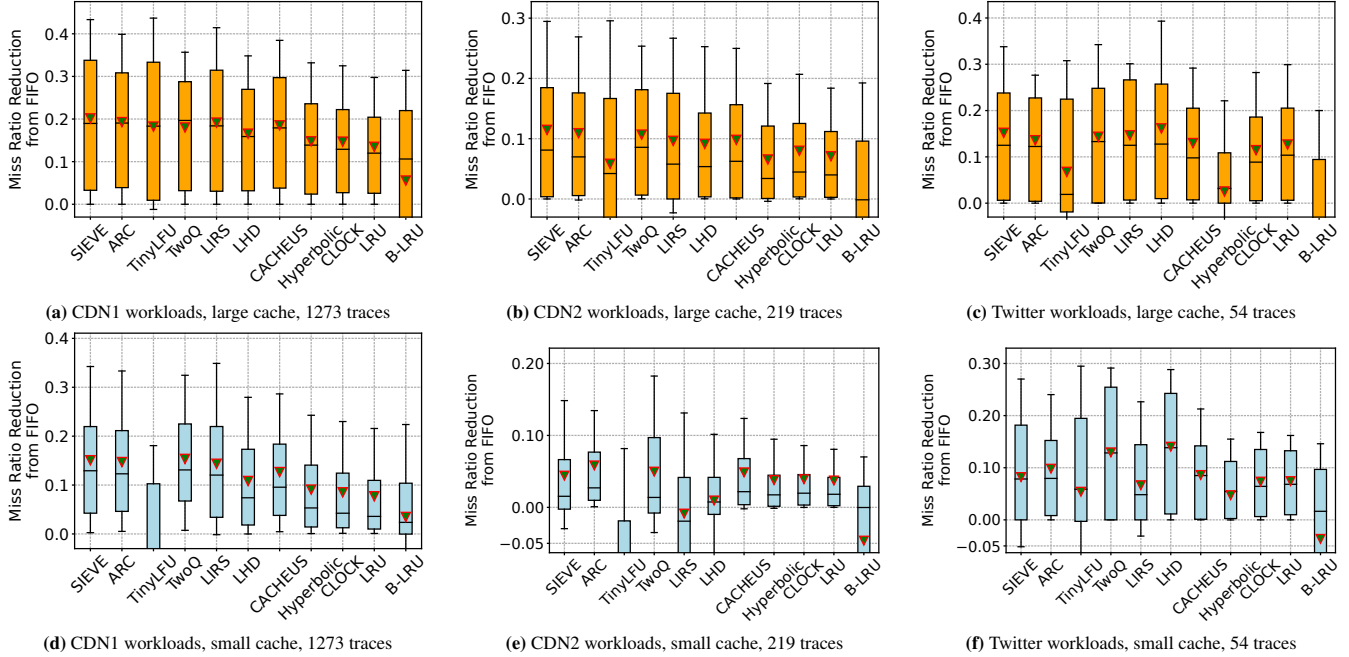 Miss Ratio Reduction
from FIFO
0.4
0.3
0.2
0.1
0.0
SIEVE
ARC
TinyLFU
TwoQ
LIRS
LHD
CACHEUS
Hyperbolic
CLOCK
LRU
B-LRU
(a) CDN1 workloads, large cache, 1273 traces
Miss Ratio Reduction
from FIFO
0.3
0.2
0.1
0.0
SIEVE
ARC
TinyLFU
TwoQ
LIRS
LHD
CACHEUS
Hyperbolic
CLOCK
LRU
B-LRU
(b) CDN2 workloads, large cache, 219 traces
Miss Ratio Reduction
from FIFO
0.4
0.3
0.2
0.1
0.0
SIEVE
ARC
TinyLFU
TwoQ
LIRS
LHD
CACHEUS
Hyperbolic
CLOCK
LRU
B-LRU
(c) Twitter workloads, large cache, 54 traces
Miss Ratio Reduction
from FIFO
0.4
0.3
0.2
0.1
0.0
SIEVE
ARC
TinyLFU
TwoQ
LIRS
LHD
CACHEUS
Hyperbolic
CLOCK
LRU
B-LRU
(d) CDN1 workloads, small cache, 1273 traces
Miss Ratio Reduction
from FIFO
0.20
0.10
0.00
−0.05
SIEVE
ARC
TinyLFU
TwoQ
LIRS
LHD
CACHEUS
Hyperbolic
CLOCK
LRU
B-LRU
(e) CDN2 workloads, small cache, 219 traces
Miss Ratio Reduction
from FIFO
0.30
0.20
0.10
0.00
−0.05
SIEVE
ARC
TinyLFU
TwoQ
LIRS
LHD
CACHEUS
Hyperbolic
CLOCK
LRU
B-LRU
(f) Twitter workloads, small cache, 54 traces